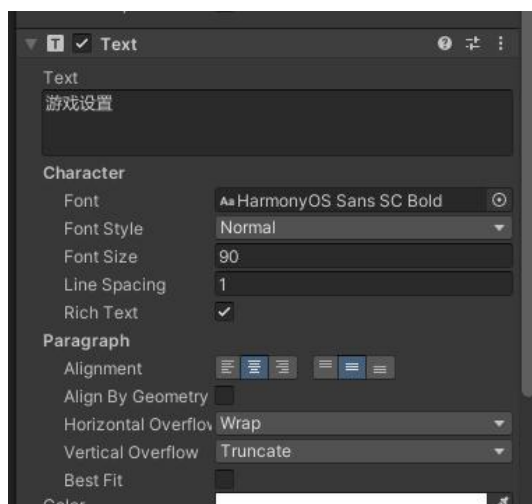 Text
Text
游戏设置
Character
Font Aa HarmonyOS Sans SC Bold
Font Style Normal
Font Size 90
Line Spacing 1
Rich Text
Paragraph
Alignment
Align By Geometry
Horizontal Overflow Wrap
Vertical Overflow Truncate
Best Fit
Color